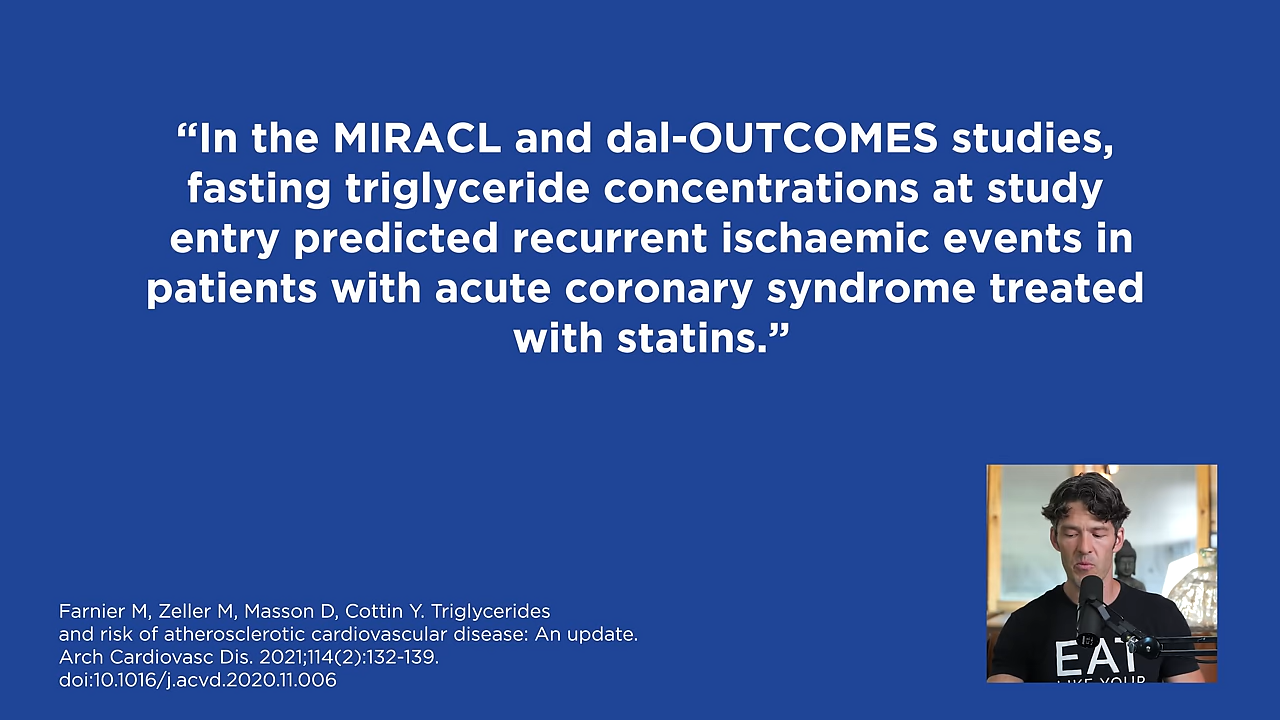 “In the MIRACL and dal-OUTCOMES studies,
fasting triglyceride concentrations at study
entry predicted recurrent ischaemic events in
patients with acute coronary syndrome treated
with statins.”
Farnier M, Zeller M, Masson D, Cottin Y. Triglycerides
and risk of atherosclerotic cardiovascular disease: An update.
Arch Cardiovasc Dis. 2021;114(2):132-139.
doi:10.1016/j.acvd.2020.11.006
EAT
LIKE YOUR